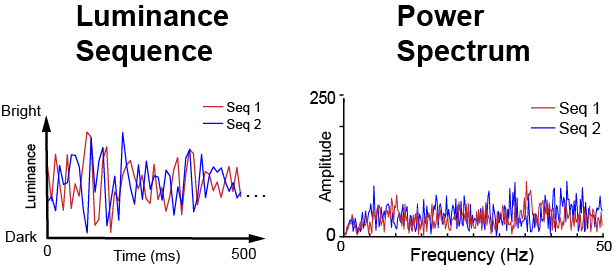 Luminance
Sequence
Bright
Luminance
Dark
Seq 1
Seq 2
...
0
Time (ms)
500
Power
Spectrum
250
Amplitude
0
Seq 1
Seq 2
0
Frequency (Hz)
50